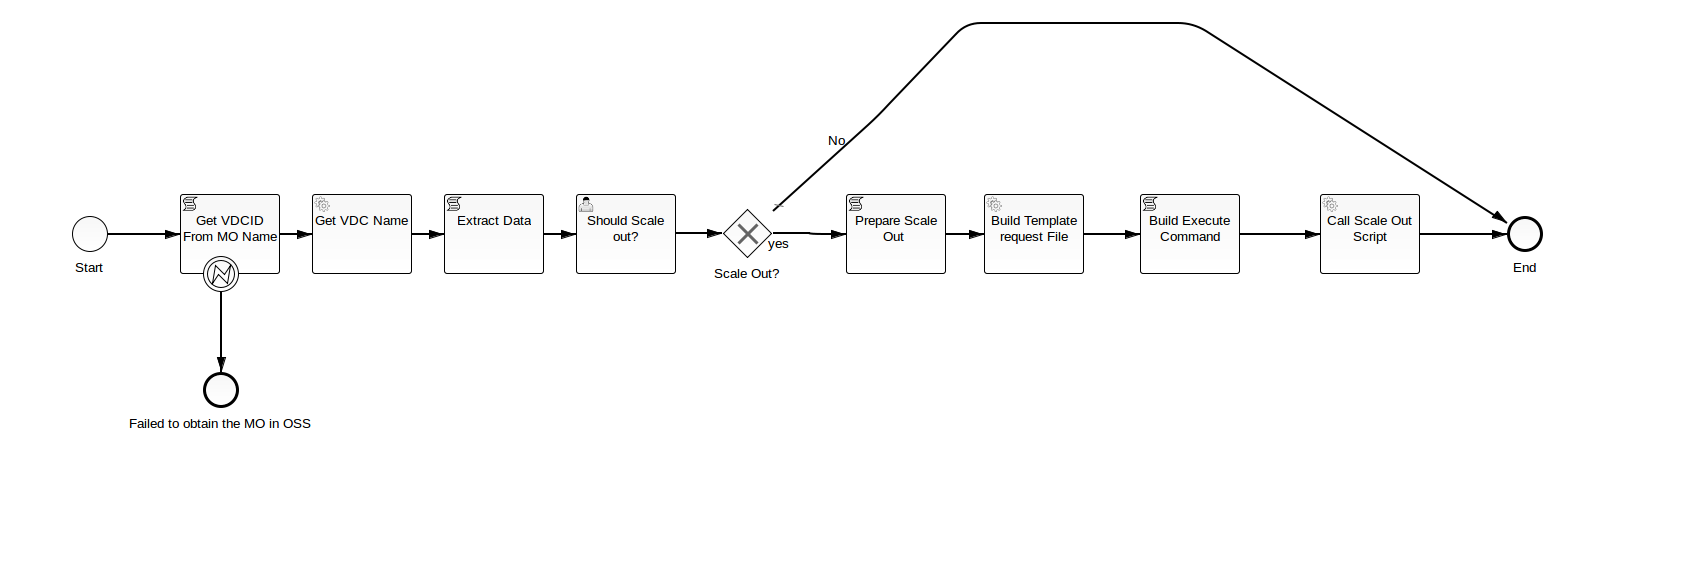 No
Get VDCID
From MO Name
Get VDC Name
Extract Data
Should Scale
out?
Prepare Scale
Out
Build Template
request File
Build Execute
Command
Call Scale Out
Script
yes
Start
Scale Out?
End
Failed to obtain the MO in OSS